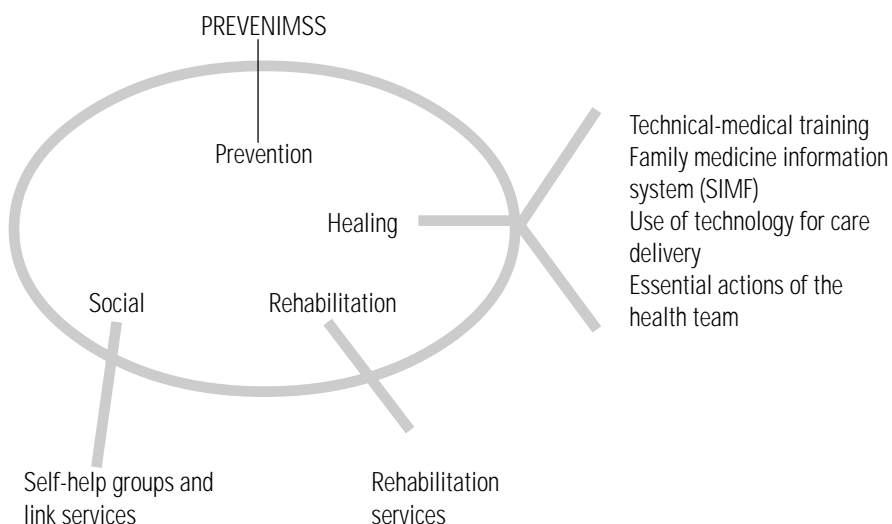 PREVENIMSS
Prevention
Healing
Technical-medical training
Family medicine information
system (SIMF)
Use of technology for care
delivery
Essential actions of the
health team
Social
Rehabilitation
Self-help groups and
link services
Rehabilitation
services